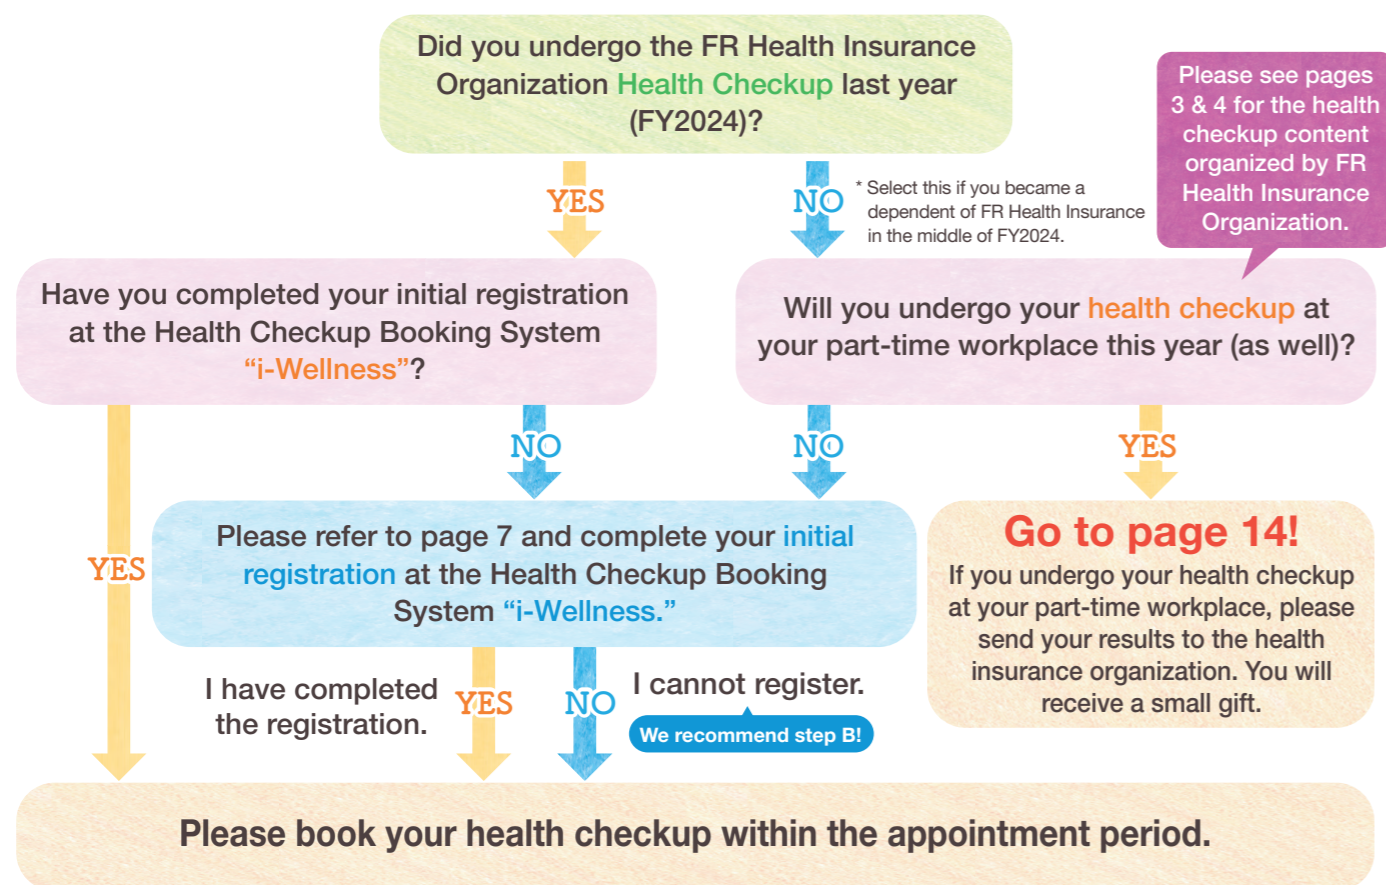 Did you undergo the FR Health Insurance
Organization Health Checkup last year
(FY2024)?
Please see pages
3 & 4 for the health
checkup content
organized by FR
Health Insurance
Organization.
YES
NO
* Select this if you became a
dependent of FR Health Insurance
in the middle of FY2024.
Have you completed your initial registration
at the Health Checkup Booking System
“i-Wellness”?
Will you undergo your health checkup at
your part-time workplace this year (as well)?
NO
NO
YES
YES
Please refer to page 7 and complete your initial
registration at the Health Checkup Booking
System “i-Wellness.”
Go to page 14!
If you undergo your health checkup
at your part-time workplace, please
send your results to the health
insurance organization. You will
receive a small gift.
I have completed
the registration.
YES
NO
I cannot register.
We recommend step B!
Please book your health checkup within the appointment period.